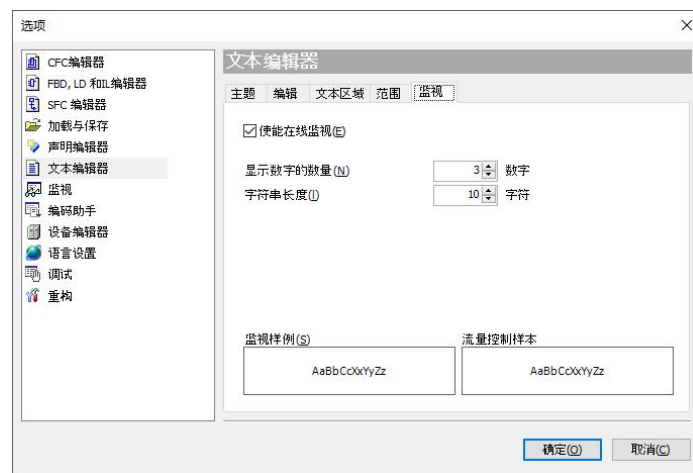 选项
CFC编辑器
FBD, LD 和IL编辑器
SFC 编辑器
加载与保存
声明编辑器
文本编辑器
监视
编码助手
设备编辑器
语言设置
调试
重构
文本编辑器
主题 编辑 文本区域 范围 监视
使能在线监视(E)
显示数字的数量(N) 3 数字
字符串长度(I) 10 字符
监视样例(S) 流量控制样本
AaBbCcXxYyZz AaBbCcXxYyZz
确定(O) 取消(C)